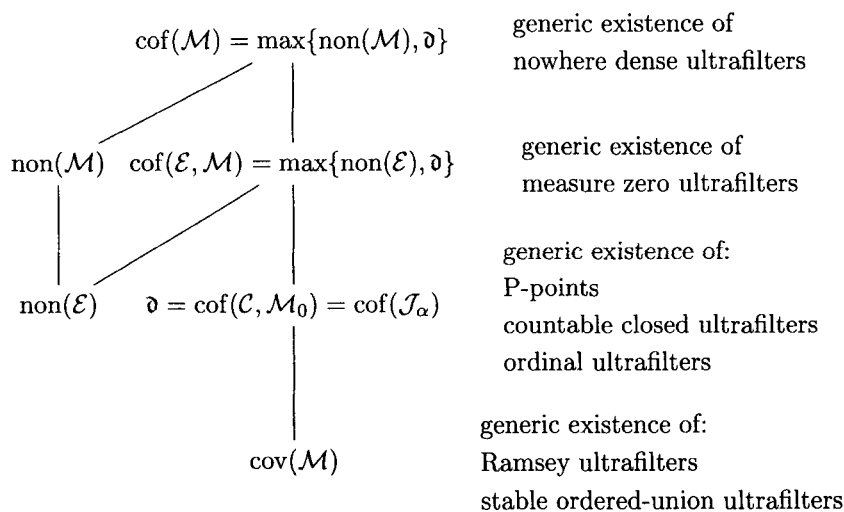 cof(ℳ) = max{non(ℳ), 𝔡}
generic existence of
nowhere dense ultrafilters
non(ℳ) cof(ℰ, ℳ) = max{non(ℰ), 𝔡}
generic existence of
measure zero ultrafilters
non(ℰ) 𝔡 = cof(𝒞, ℳ₀) = cof(𝒥_α)
generic existence of:
P-points
countable closed ultrafilters
ordinal ultrafilters
cov(ℳ)
generic existence of:
Ramsey ultrafilters
stable ordered-union ultrafilters